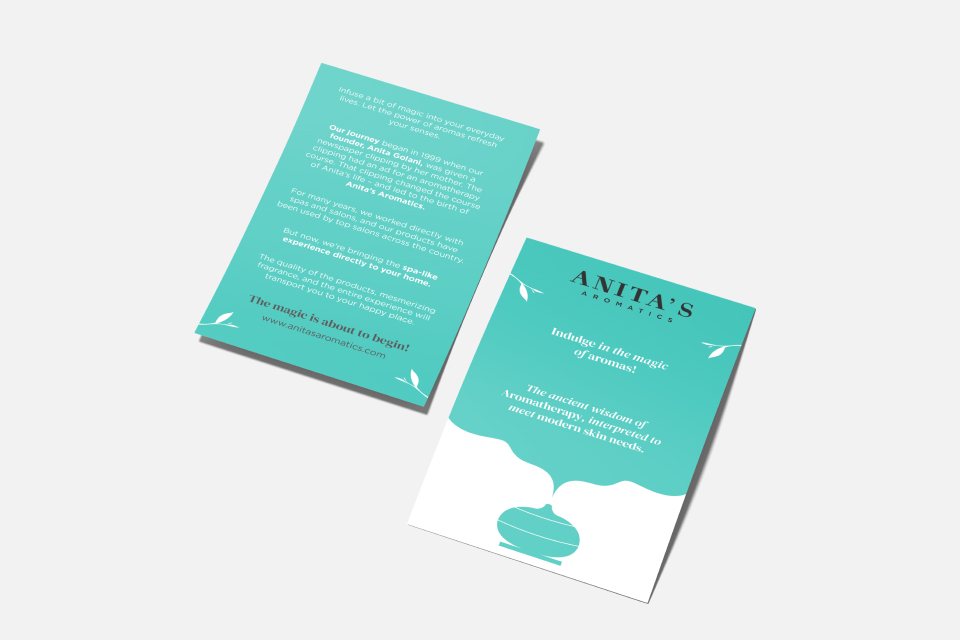 Infuse a bit of magic into your everyday
lives. Let the power of aromas refresh
your senses.
Our journey began in 1999 when our
founder, Anita Golani, was given a
newspaper clipping by her mother. The
clipping had an ad for an aromatherapy
course. That clipping changed the course
of Anita's life – and led to the birth of
Anita's Aromatics.
For many years, we worked directly with
spas and salons, and our products have
been used by top salons across the country.
But now, we're bringing the spa-like
experience directly to your home.
The quality of the products, mesmerizing
fragrance, and the entire experience will
transport you to your happy place.
The magic is about to begin!
www.anitasaromatics.com
ANITA'S
AROMATICS
Indulge in the magic
of aromas!
The ancient wisdom of
Aromatherapy, interpreted to
meet modern skin needs.